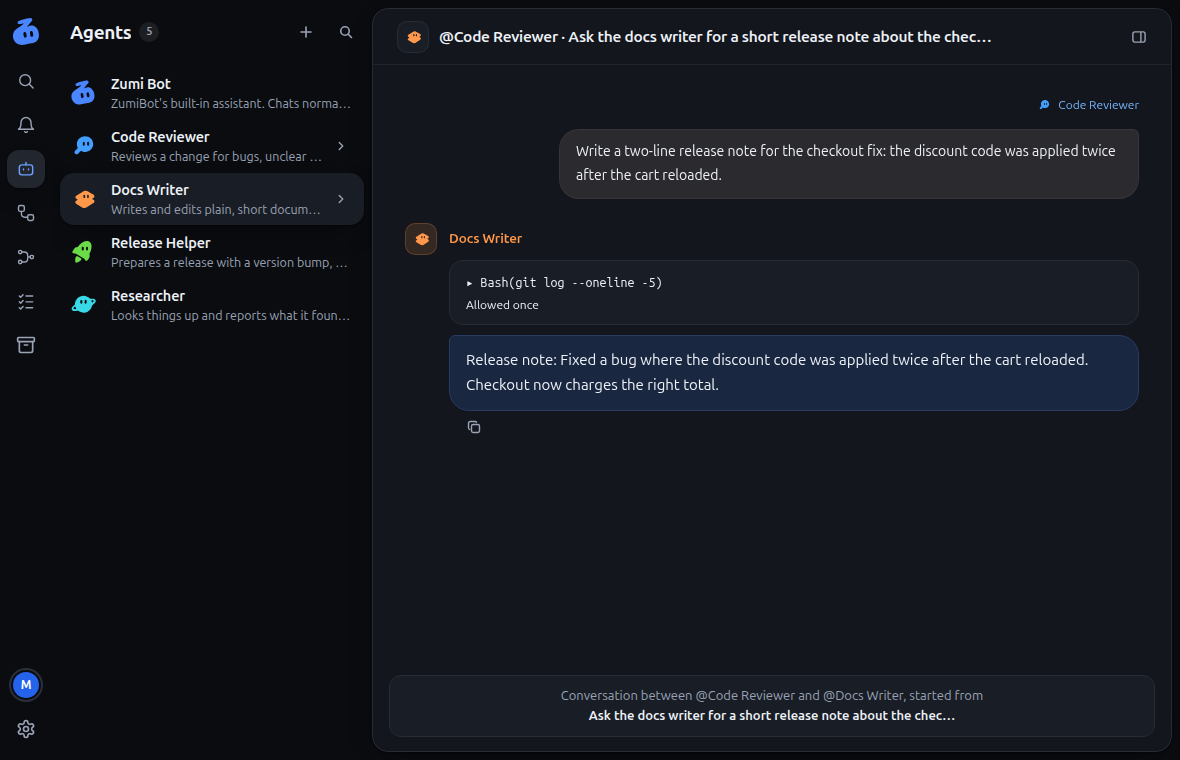 Agents 5
Zumi Bot
ZumiBot's built-in assistant. Chats norma…
Code Reviewer
Reviews a change for bugs, unclear …
Docs Writer
Writes and edits plain, short docum…
Release Helper
Prepares a release with a version bump, …
Researcher
Looks things up and reports what it foun…
M
@Code Reviewer · Ask the docs writer for a short release note about the chec…
Code Reviewer
Write a two-line release note for the checkout fix: the discount code was applied twice
after the cart reloaded.
Docs Writer
▸ Bash(git log --oneline -5)
Allowed once
Release note: Fixed a bug where the discount code was applied twice after the cart reloaded.
Checkout now charges the right total.
Conversation between @Code Reviewer and @Docs Writer, started from
Ask the docs writer for a short release note about the chec…